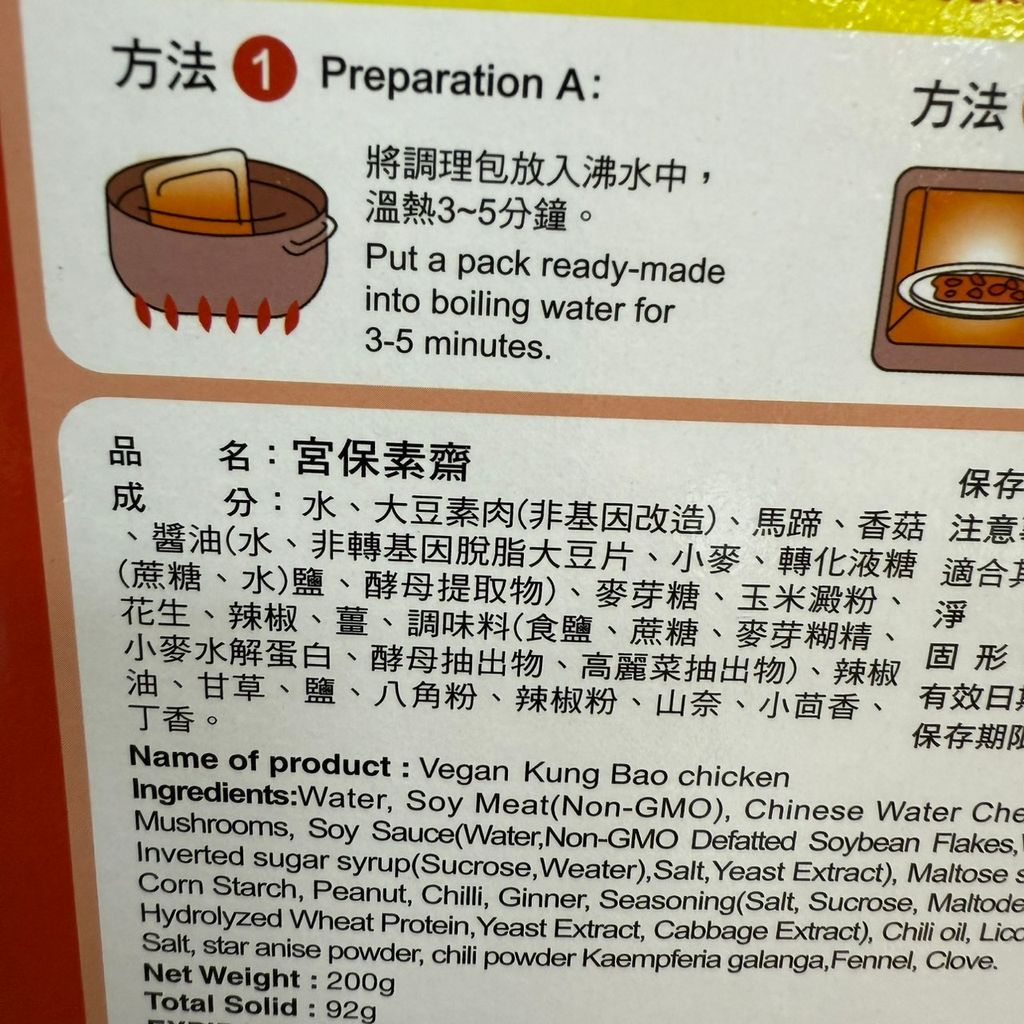 方法 1 Preparation A:
將調理包放入沸水中，
溫熱3~5分鐘。
Put a pack ready-made
into boiling water for
3-5 minutes.
方法
品 名：宮保素齋
成 分：水、大豆素肉(非基因改造)、馬蹄、香菇
、醬油(水、非轉基因脫脂大豆片、小麥、轉化液糖
(蔗糖、水)鹽、酵母提取物)、麥芽糖、玉米澱粉、
花生、辣椒、薑、調味料(食鹽、蔗糖、麥芽糊精、
小麥水解蛋白、酵母抽出物、高麗菜抽出物)、辣椒
油、甘草、鹽、八角粉、辣椒粉、山奈、小茴香、
丁香。
Name of product : Vegan Kung Bao chicken
Ingredients:Water, Soy Meat(Non-GMO), Chinese Water Che
Mushrooms, Soy Sauce(Water,Non-GMO Defatted Soybean Flakes,
Inverted sugar syrup(Sucrose,Weater),Salt,Yeast Extract), Maltose s
Corn Starch, Peanut, Chilli, Ginner, Seasoning(Salt, Sucrose, Maltode
Hydrolyzed Wheat Protein,Yeast Extract, Cabbage Extract), Chili oil, Lico
Salt, star anise powder, chili powder Kaempferia galanga,Fennel, Clove.
Net Weight : 200g
Total Solid : 92g
保存
注意
適合
淨
固 形
有效日期
保存期限